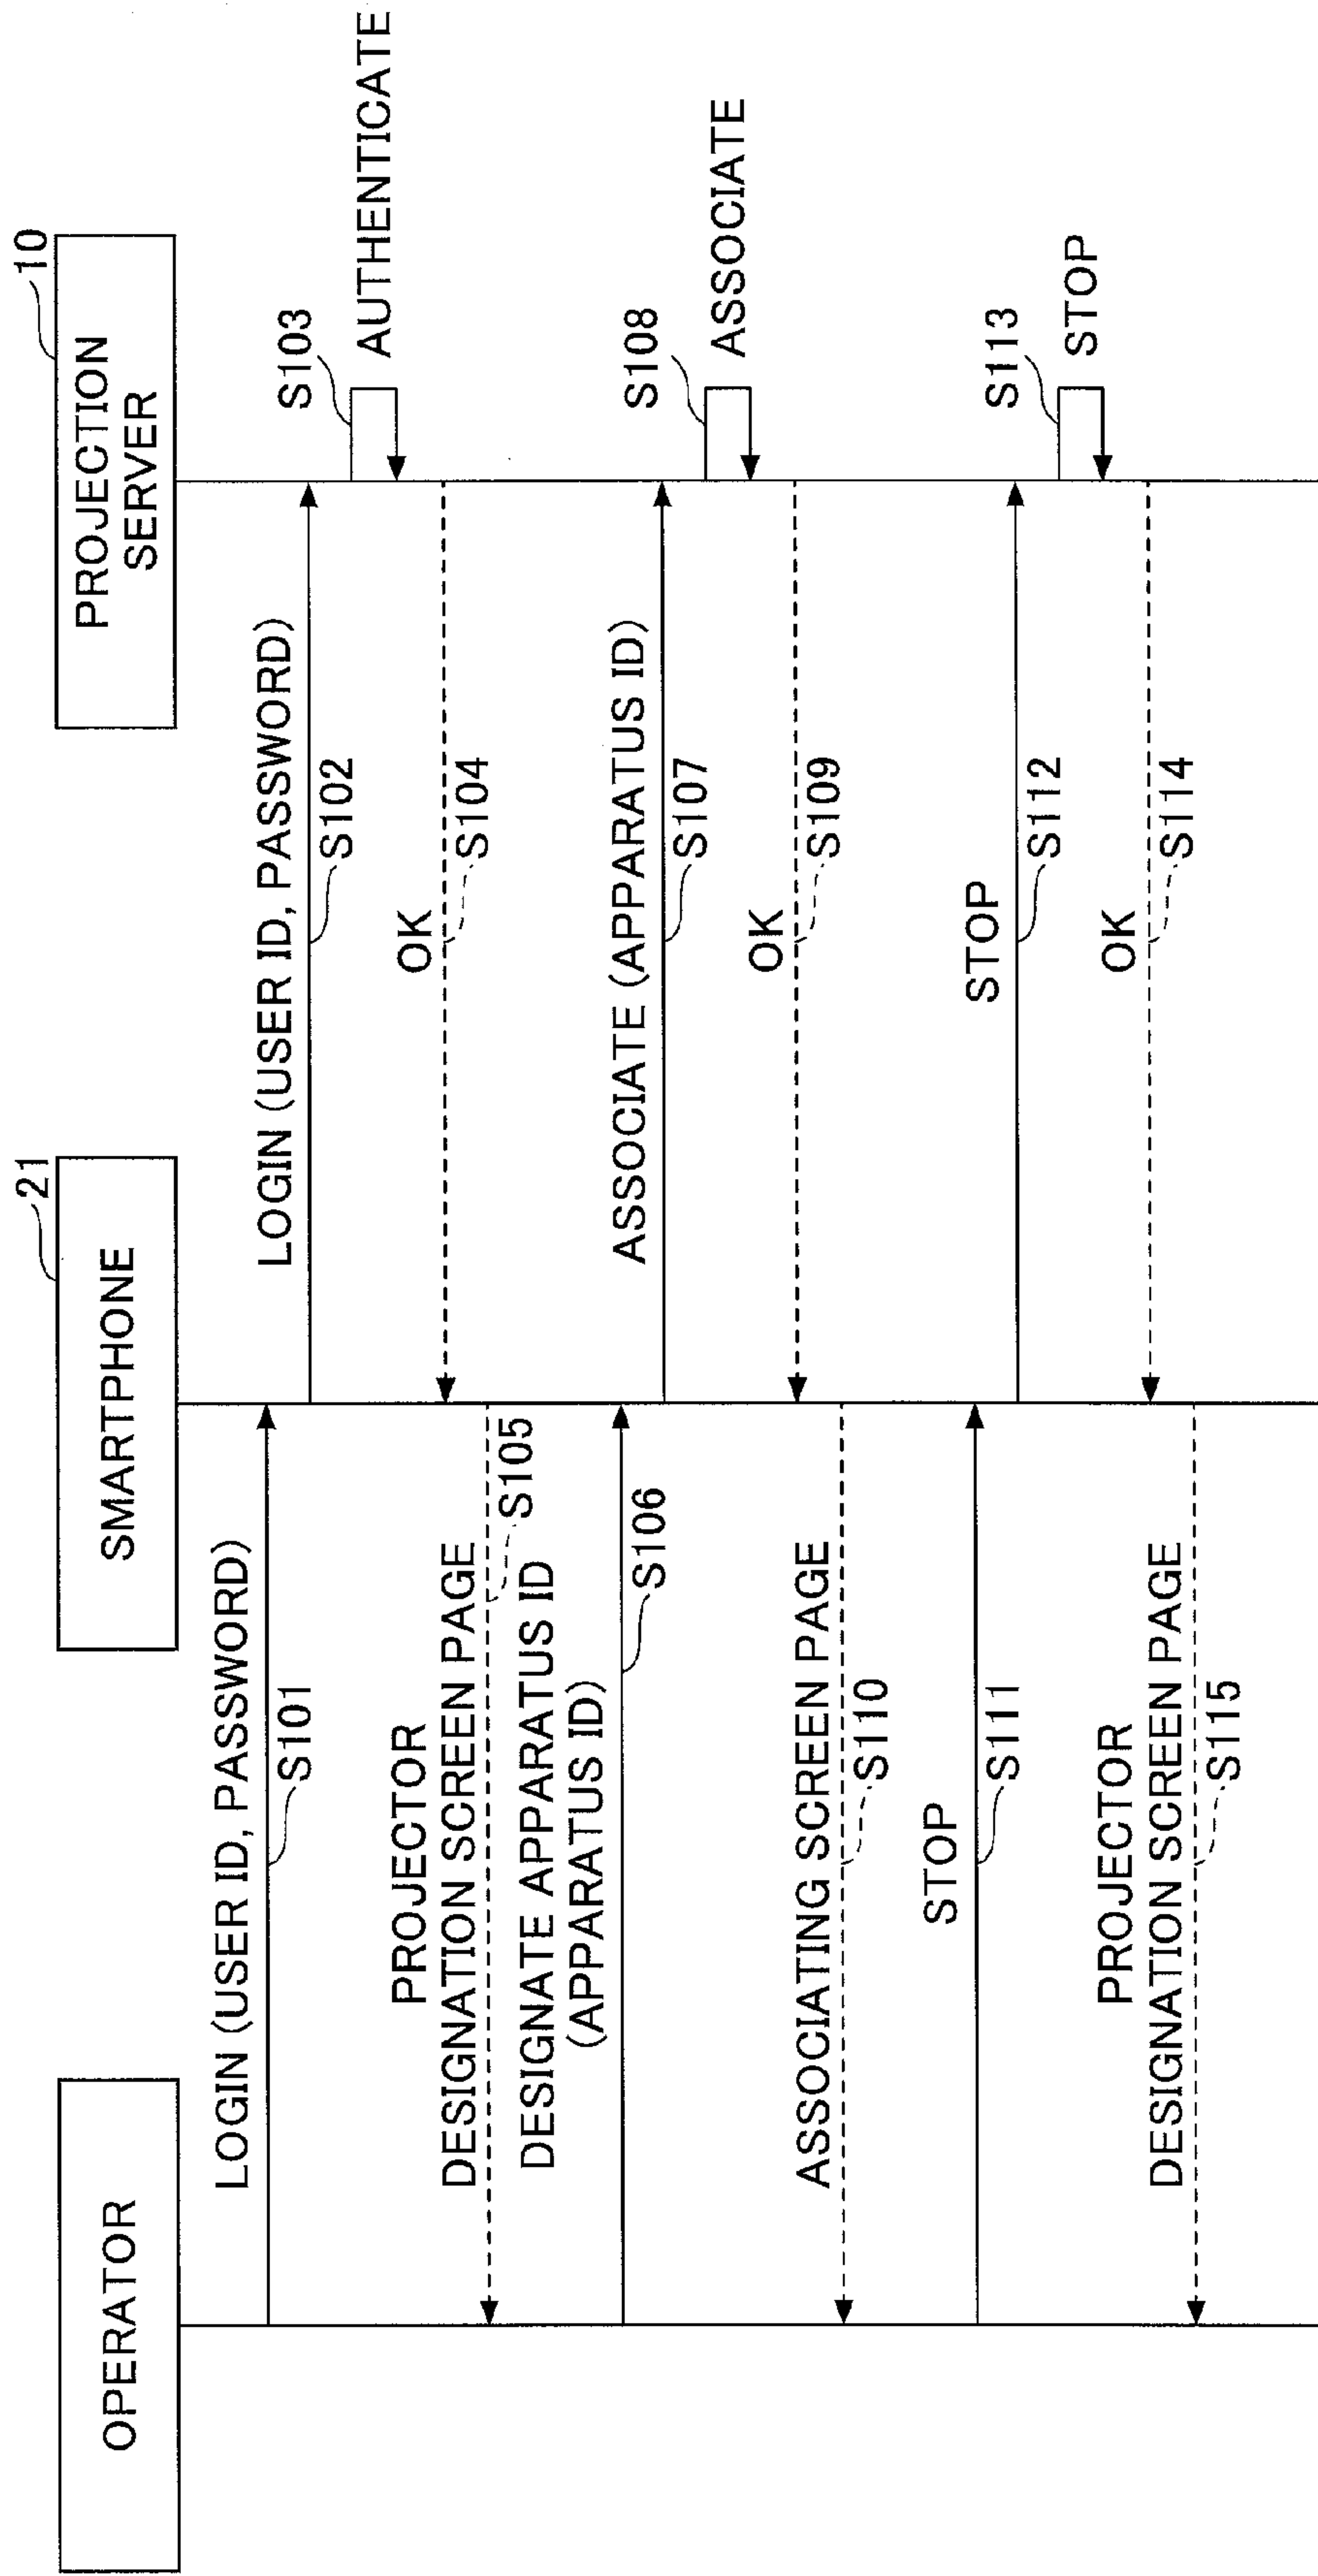 OPERATOR
SMARTPHONE
21
PROJECTION
SERVER
10
LOGIN (USER ID, PASSWORD)
S101
LOGIN (USER ID, PASSWORD)
S102
S103
AUTHENTICATE
OK
S104
PROJECTOR
DESIGNATION SCREEN PAGE
S105
DESIGNATE APPARATUS ID
(APPARATUS ID)
S106
ASSOCIATE (APPARATUS ID)
S107
S108
ASSOCIATE
OK
S109
ASSOCIATING SCREEN PAGE
S110
STOP
S111
STOP
S112
S113
STOP
OK
S114
PROJECTOR
DESIGNATION SCREEN PAGE
S115